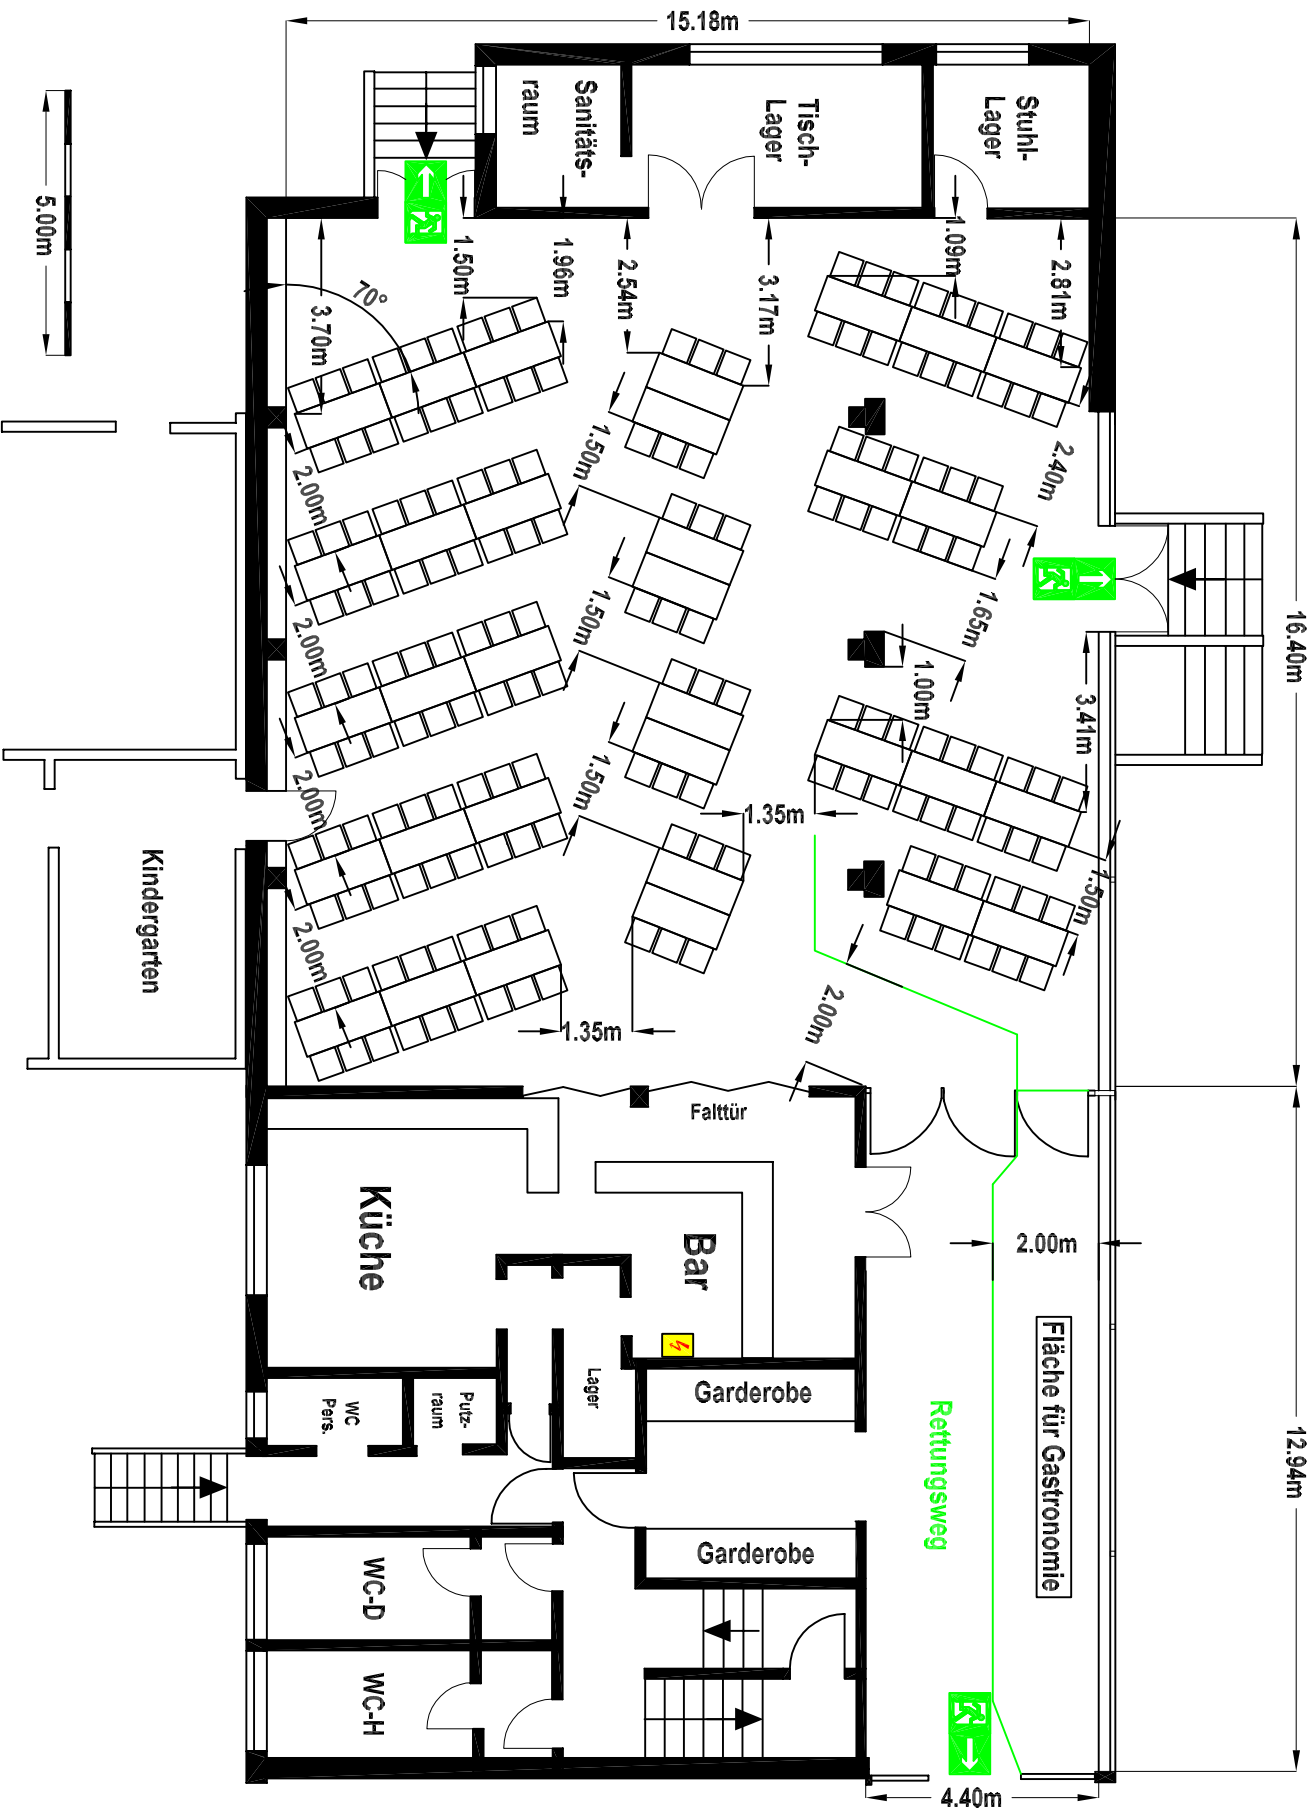 15.18m
5.00m
Sanitäts-
raum
Tisch-
Lager
Stuhl-
Lager
1.50m
1.96m
2.54m
3.17m
1.09m
2.81m
70°
3.70m
2.00m
1.50m
2.40m
16.40m
2.00m
1.50m
1.65m
1.00m
3.41m
2.00m
1.50m
1.35m
1.50m
Kindergarten
2.00m
1.35m
2.00m
Falttür
Küche
Bar
2.00m
Fläche für Gastronomie
12.94m
Lager
Garderobe
WC
Pers.
Putz-
raum
Rettungsweg
Garderobe
WC-D
WC-H
4.40m